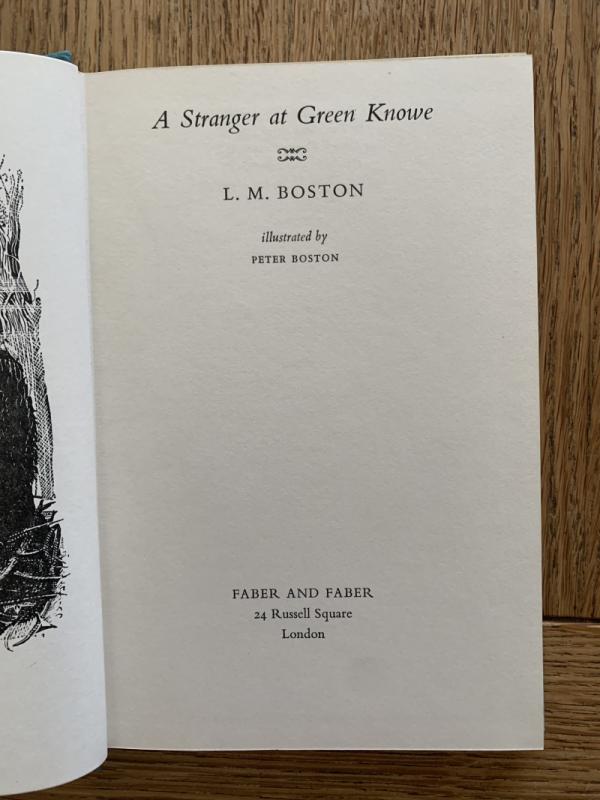 A Stranger at Green Knowe
L. M. BOSTON
illustrated by
PETER BOSTON
FABER AND FABER
24 Russell Square
London